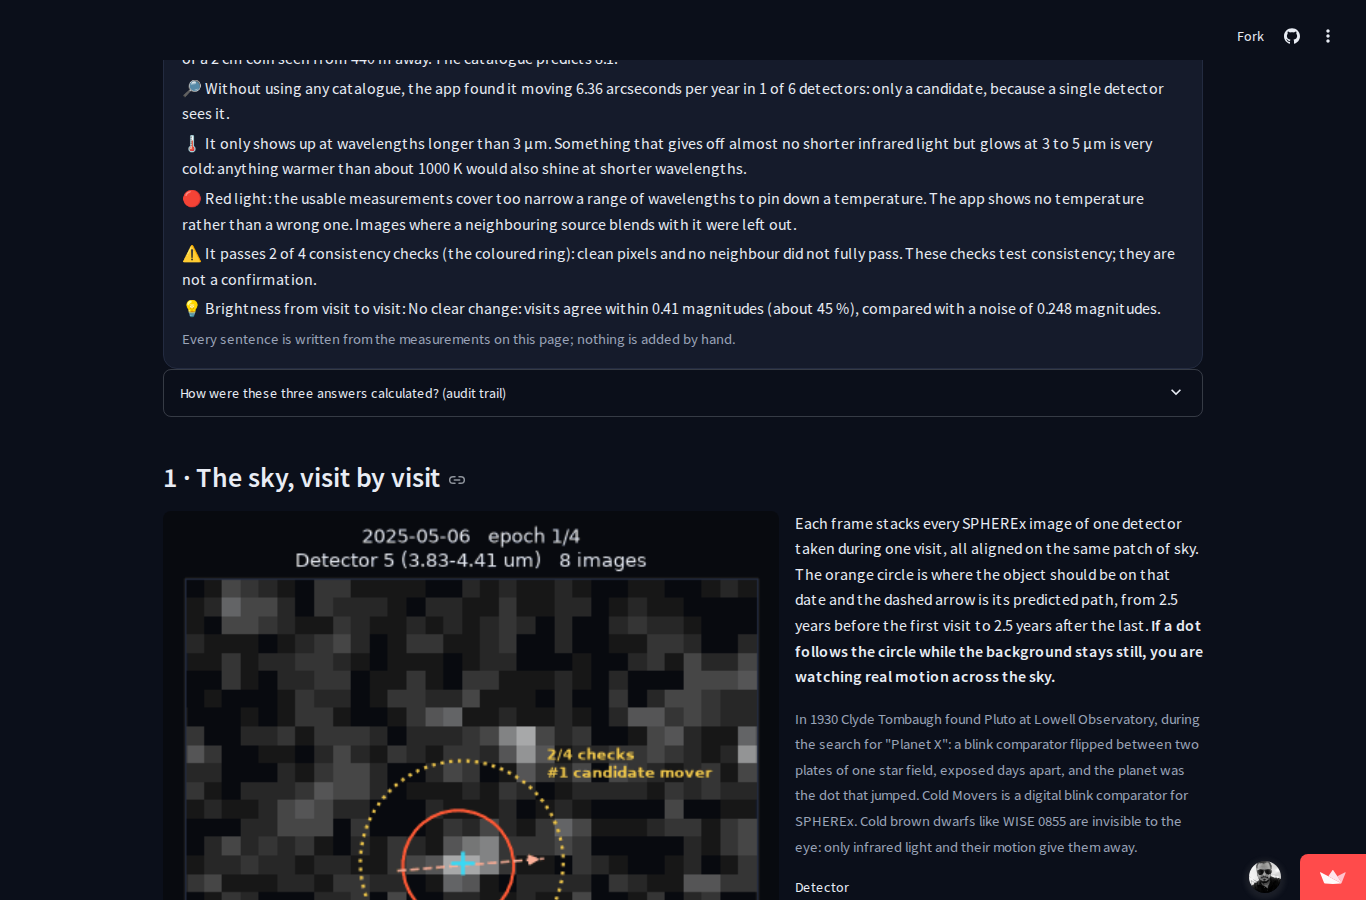 Fork
of a 2 cm coin seen from 440 m away. The catalogue predicts 8.1.
🔎 Without using any catalogue, the app found it moving 6.36 arcseconds per year in 1 of 6 detectors: only a candidate, because a single detector
sees it.
🌡️ It only shows up at wavelengths longer than 3 µm. Something that gives off almost no shorter infrared light but glows at 3 to 5 µm is very
cold: anything warmer than about 1000 K would also shine at shorter wavelengths.
🔴 Red light: the usable measurements cover too narrow a range of wavelengths to pin down a temperature. The app shows no temperature
rather than a wrong one. Images where a neighbouring source blends with it were left out.
⚠️ It passes 2 of 4 consistency checks (the coloured ring): clean pixels and no neighbour did not fully pass. These checks test consistency; they are
not a confirmation.
💡 Brightness from visit to visit: No clear change: visits agree within 0.41 magnitudes (about 45 %), compared with a noise of 0.248 magnitudes.
Every sentence is written from the measurements on this page; nothing is added by hand.
How were these three answers calculated? (audit trail)
1 · The sky, visit by visit
2025-05-06 epoch 1/4
Detector 5 (3.83-4.41 um) 8 images
2/4 checks
#1 candidate mover
Each frame stacks every SPHEREx image of one detector
taken during one visit, all aligned on the same patch of sky.
The orange circle is where the object should be on that
date and the dashed arrow is its predicted path, from 2.5
years before the first visit to 2.5 years after the last. If a dot
follows the circle while the background stays still, you are
watching real motion across the sky.
In 1930 Clyde Tombaugh found Pluto at Lowell Observatory, during
the search for "Planet X": a blink comparator flipped between two
plates of one star field, exposed days apart, and the planet was
the dot that jumped. Cold Movers is a digital blink comparator for
SPHEREx. Cold brown dwarfs like WISE 0855 are invisible to the
eye: only infrared light and their motion give them away.
Detector